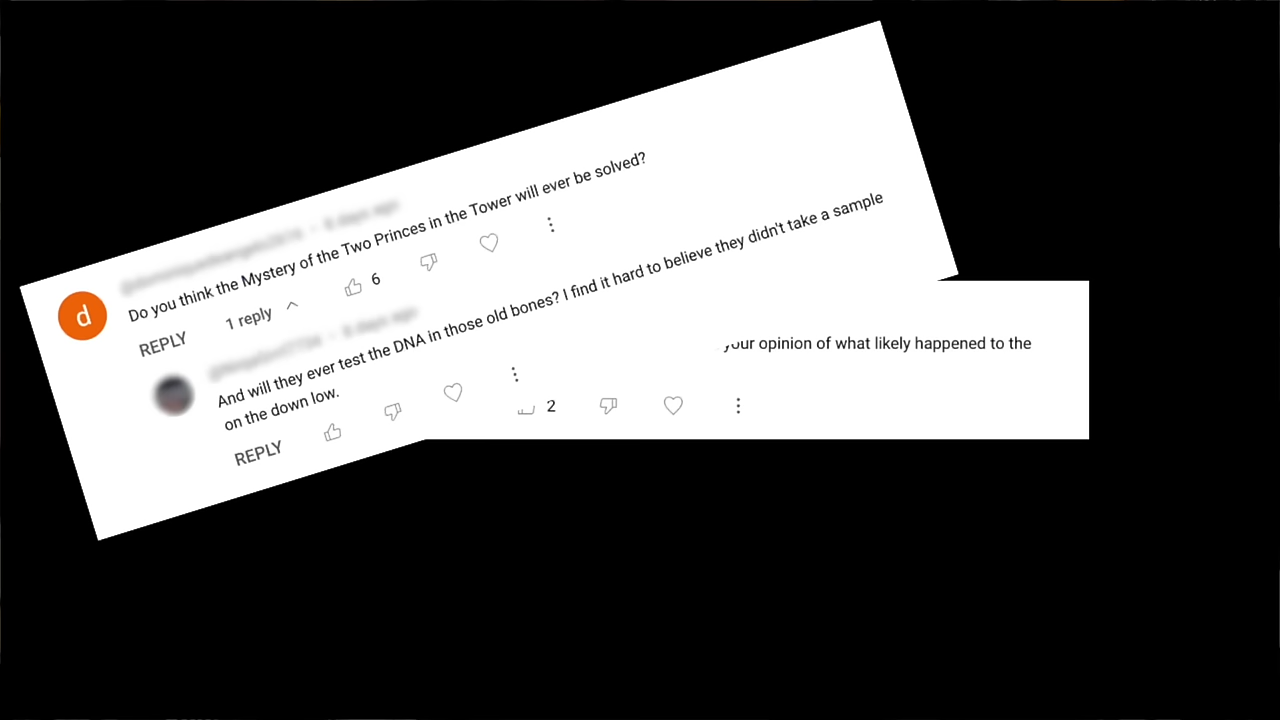 d
Do you think the Mystery of the Two Princes in the Tower will ever be solved?
REPLY
1 reply
6
And will they ever test the DNA in those old bones? I find it hard to believe they didn't take a sample
on the down low.
REPLY
your opinion of what likely happened to the
2